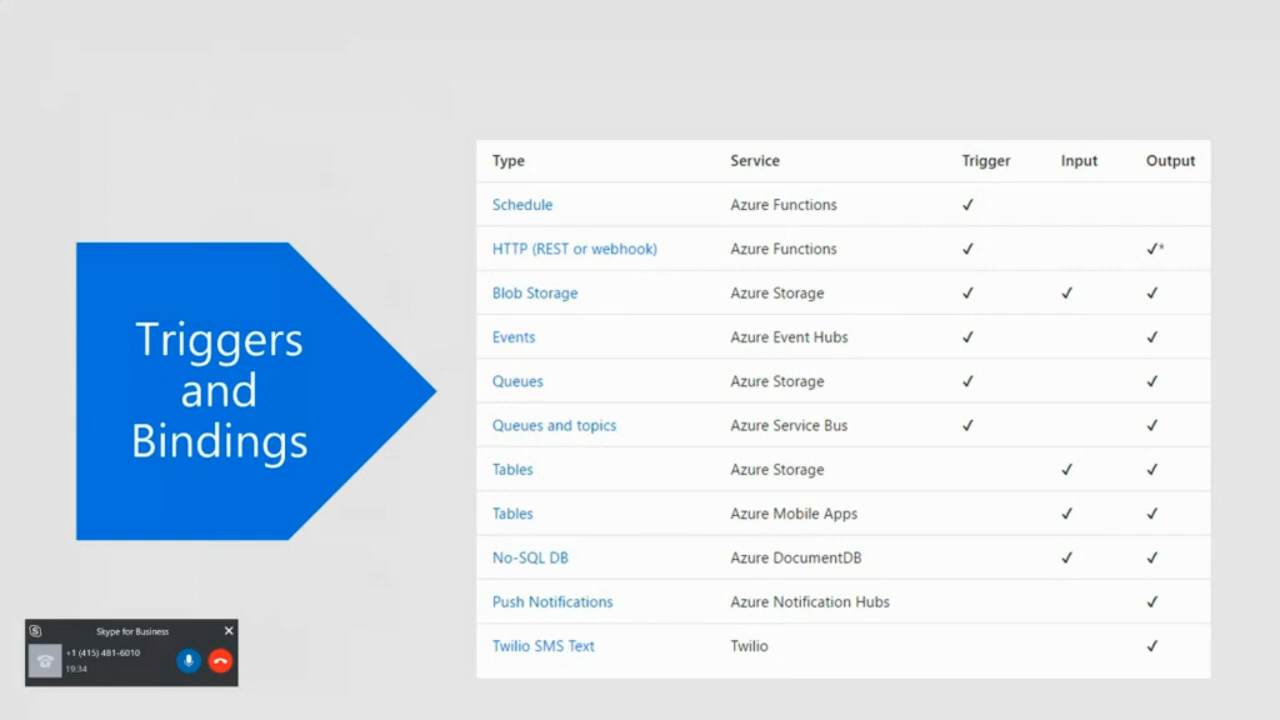 Triggers
and
Bindings
Type Service Trigger Input Output
Schedule Azure Functions ✓
HTTP (REST or webhook) Azure Functions ✓ ✓*
Blob Storage Azure Storage ✓ ✓ ✓
Events Azure Event Hubs ✓ ✓
Queues Azure Storage ✓ ✓
Queues and topics Azure Service Bus ✓ ✓
Tables Azure Storage ✓ ✓
Tables Azure Mobile Apps ✓ ✓
No-SQL DB Azure DocumentDB ✓ ✓
Push Notifications Azure Notification Hubs ✓
Twilio SMS Text Twilio ✓
Skype for Business
+1 (415) 481-6010
19:34